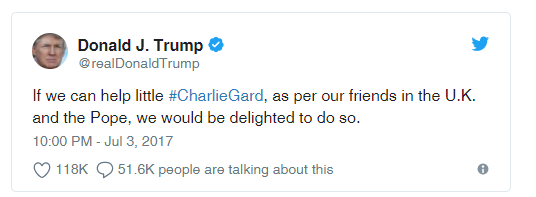 Donald J. Trump
@realDonaldTrump
If we can help little #CharlieGard, as per our friends in the U.K.
and the Pope, we would be delighted to do so.
10:00 PM - Jul 3, 2017
118K 51.6K people are talking about this